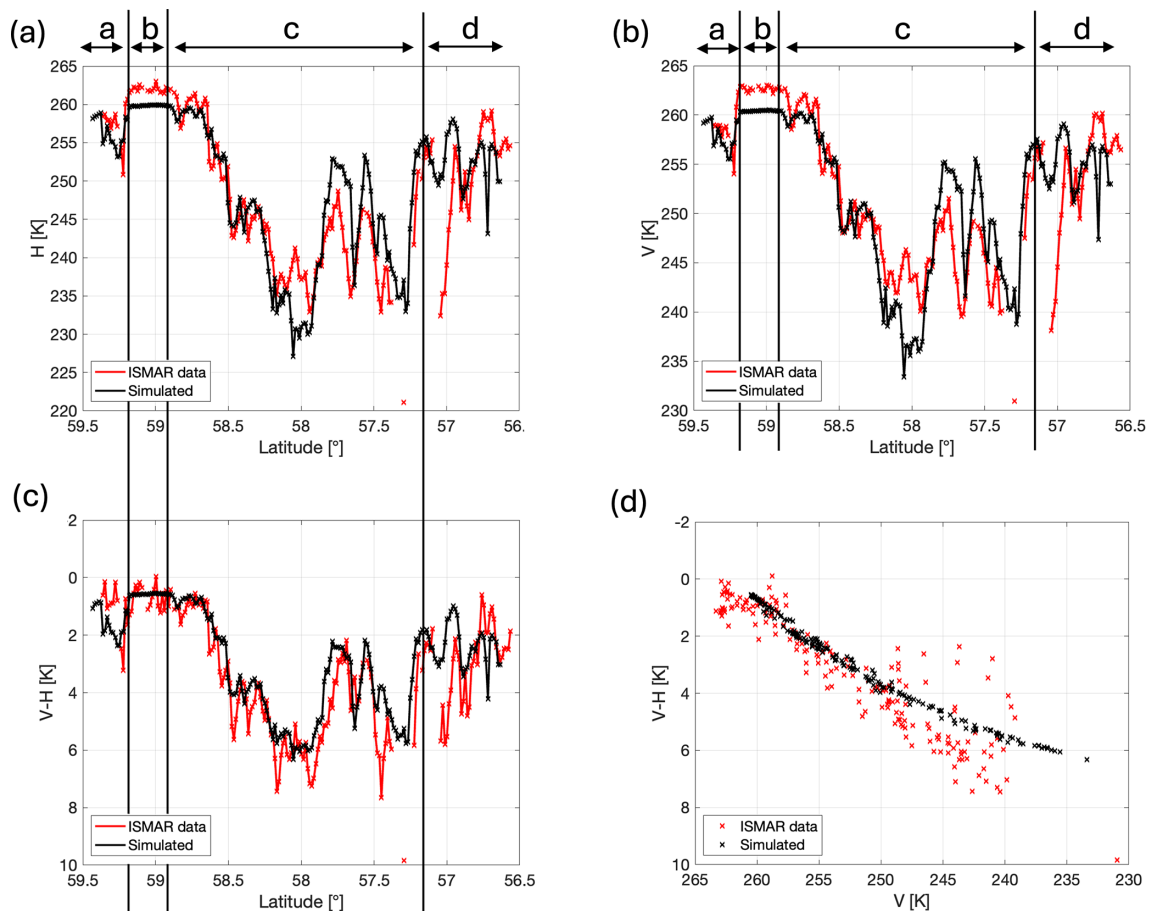 (a)
a b c d
265
260
255
250
245
240
235
230
225
220
H [K]
ISMAR data
Simulated
59.5 59 58.5 58 57.5 57 56.
Latitude [°]
(b)
a b c d
265
260
255
250
245
240
235
230
V [K]
ISMAR data
Simulated
59.5 59 58.5 58 57.5 57 56.5
Latitude [°]
(c)
2
0
2
4
6
8
10
V-H [K]
ISMAR data
Simulated
59.5 59 58.5 58 57.5 57 56.5
Latitude [°]
(d)
-2
0
2
4
6
8
10
V-H [K]
ISMAR data
Simulated
265 260 255 250 245 240 235 230
V [K]